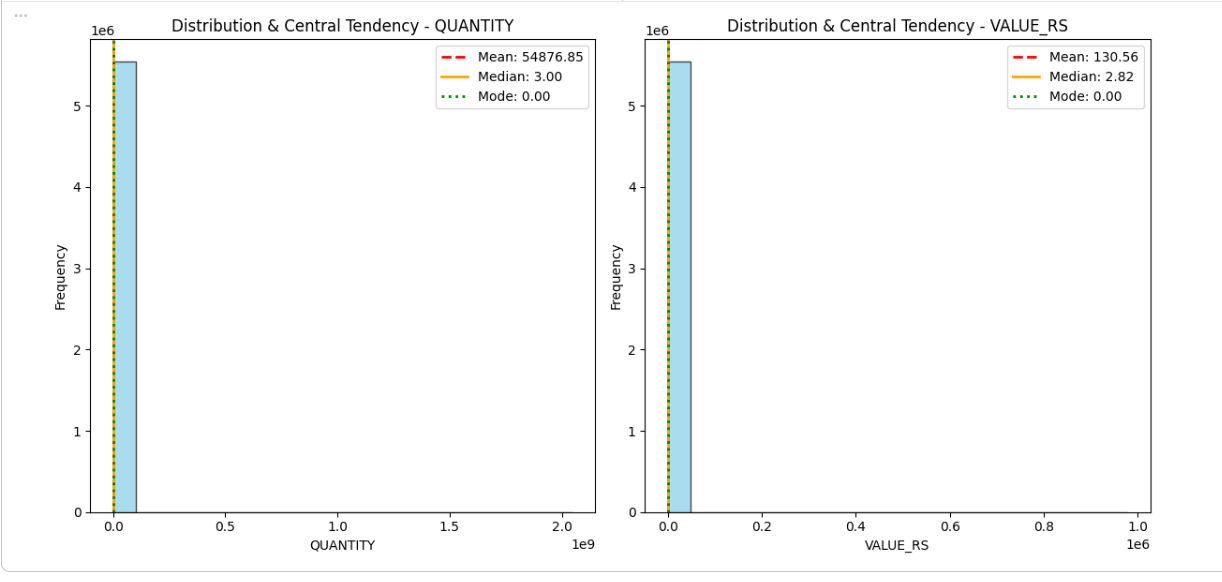 ...
Distribution & Central Tendency - QUANTITY
1e6
Mean: 54876.85
Median: 3.00
Mode: 0.00
5
4
3
2
1
0
Frequency
0.0 0.5 1.0 1.5 2.0
QUANTITY
1e9
Distribution & Central Tendency - VALUE_RS
1e6
Mean: 130.56
Median: 2.82
Mode: 0.00
5
4
3
2
1
0
Frequency
0.0 0.2 0.4 0.6 0.8 1.0
VALUE_RS
1e6